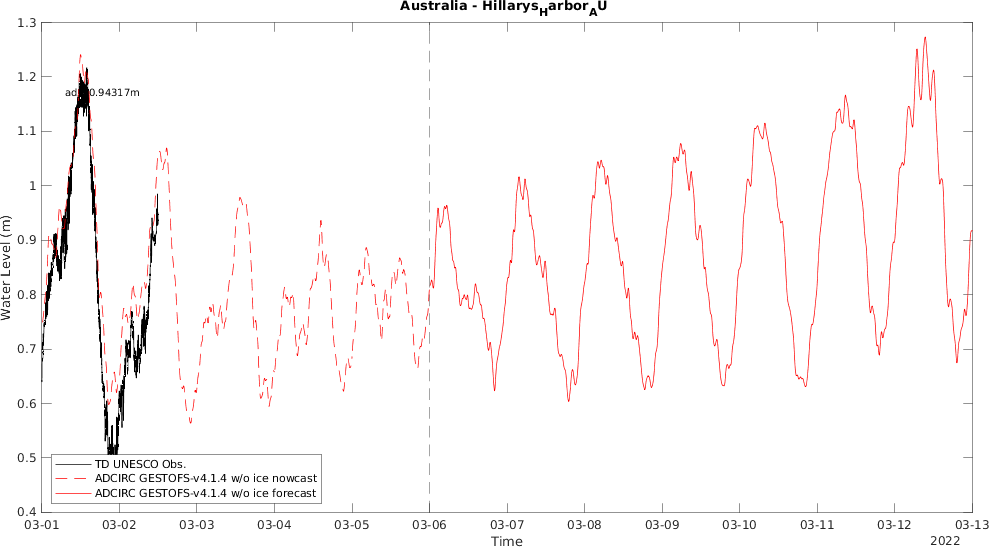 Australia - HillarysHarborAU
1.3
1.2
1.1
1
0.9
0.8
0.7
0.6
0.5
0.4
Water Level (m)
0.94317m
TD UNESCO Obs.
ADCIRC GESTOFS-v4.1.4 w/o ice nowcast
ADCIRC GESTOFS-v4.1.4 w/o ice forecast
03-01 03-02 03-03 03-04 03-05 03-06 03-07 03-08 03-09 03-10 03-11 03-12 03-13
Time
2022